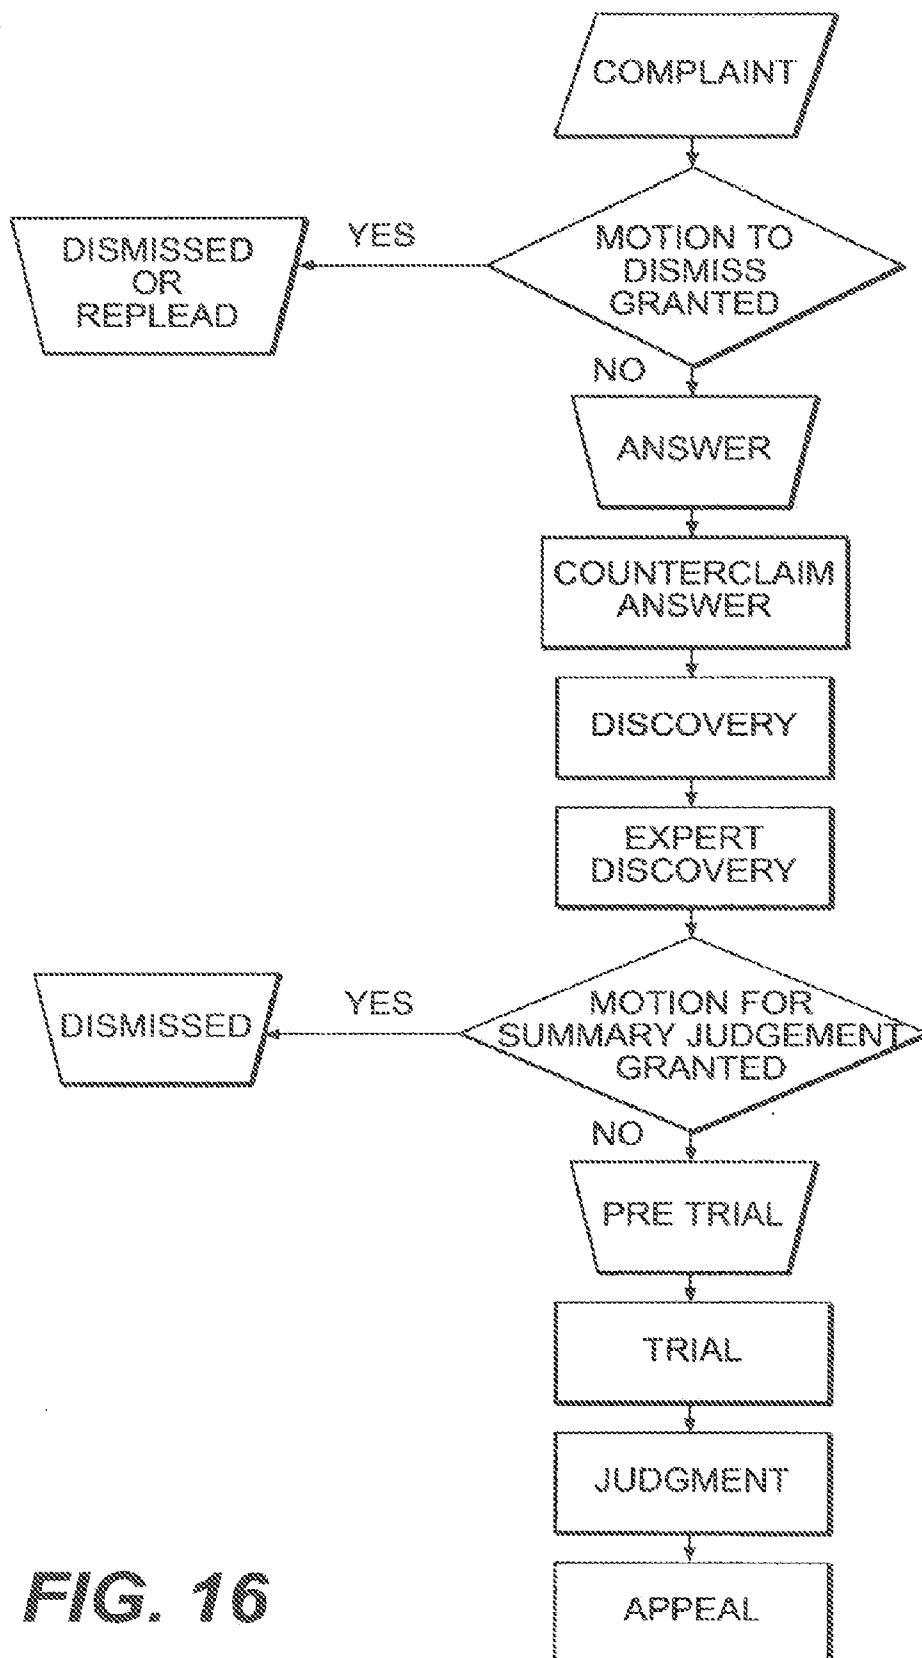 COMPLAINT
MOTION TO
DISMISS
GRANTED
YES
DISMISSED
OR
REPLEAD
NO
ANSWER
COUNTERCLAIM
ANSWER
DISCOVERY
EXPERT
DISCOVERY
MOTION FOR
SUMMARY JUDGEMENT
GRANTED
YES
DISMISSED
NO
PRE TRIAL
TRIAL
JUDGMENT
APPEAL
FIG. 16